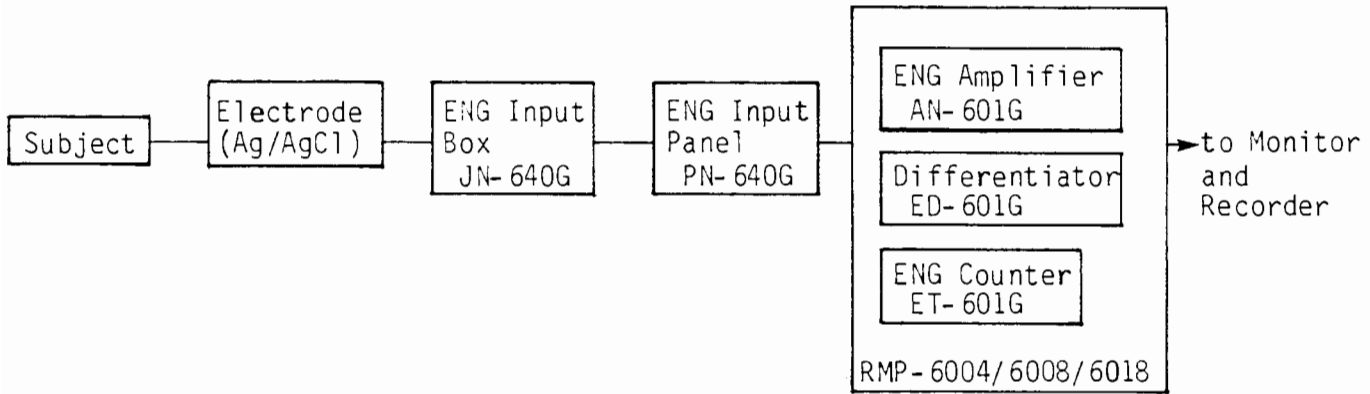 Subject
Electrode
(Ag/AgCl)
ENG Input
Box
JN-640G
ENG Input
Panel
PN-640G
ENG Amplifier
AN-601G
Differentiator
ED-601G
ENG Counter
ET-601G
RMP-6004/6008/6018
to Monitor
and
Recorder